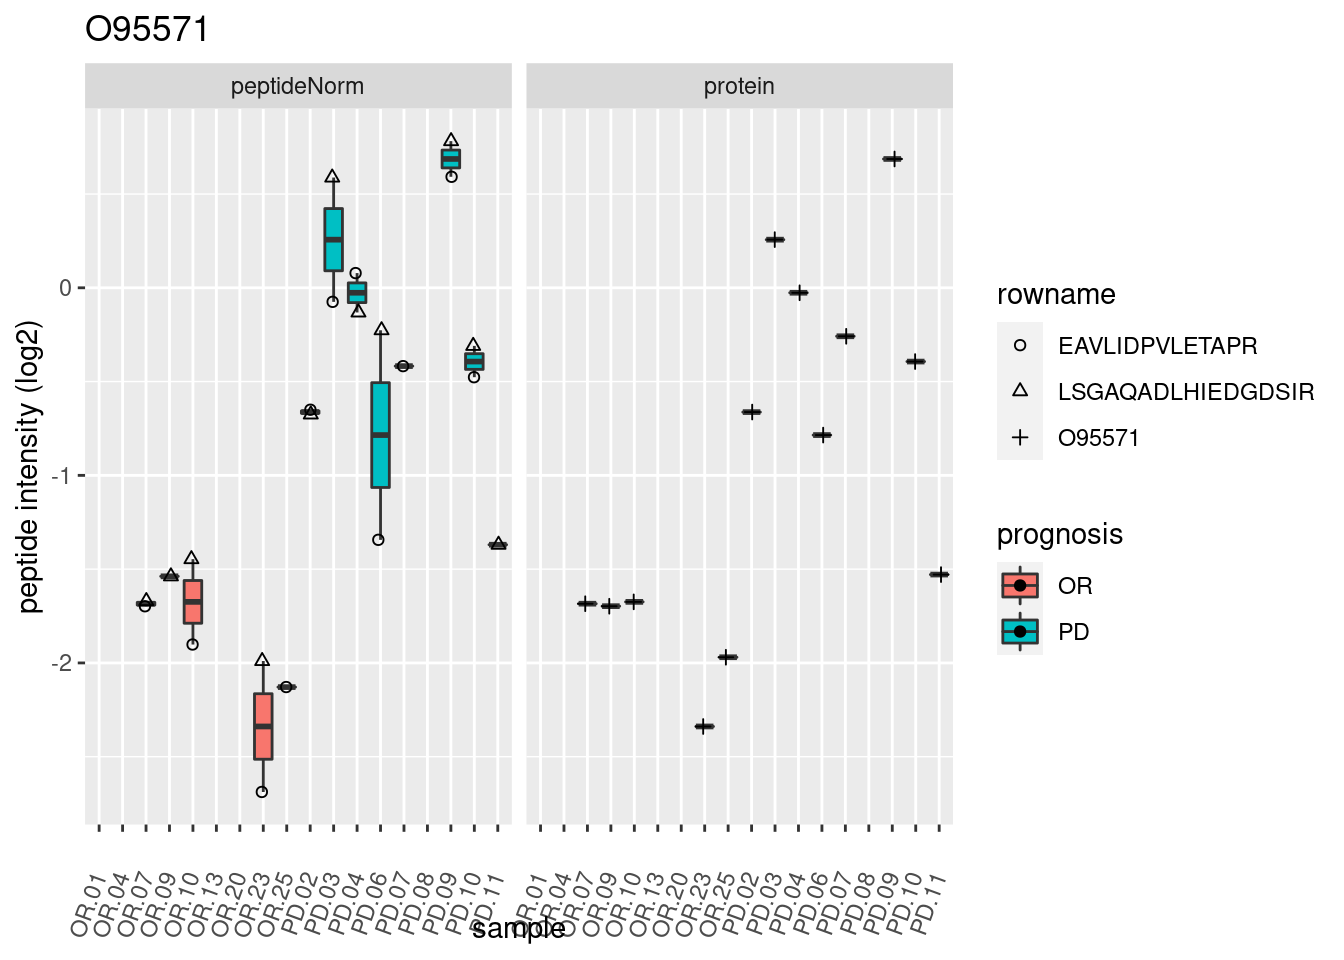 O95571
peptideNorm
protein
peptide intensity (log2)
0
-1
-2
OR.01
OR.04
OR.07
OR.09
OR.10
OR.13
OR.20
OR.23
OR.25
PD.02
PD.03
PD.04
PD.06
PD.07
PD.08
PD.09
PD.10
PD.11
OR.01
OR.04
OR.07
OR.09
OR.10
OR.13
OR.20
OR.23
OR.25
PD.02
PD.03
PD.04
PD.06
PD.07
PD.08
PD.09
PD.10
PD.11
sample
rowname
EAVLIDPVLETAPR
LSGAQADLHIEDGDSIR
O95571
prognosis
OR
PD